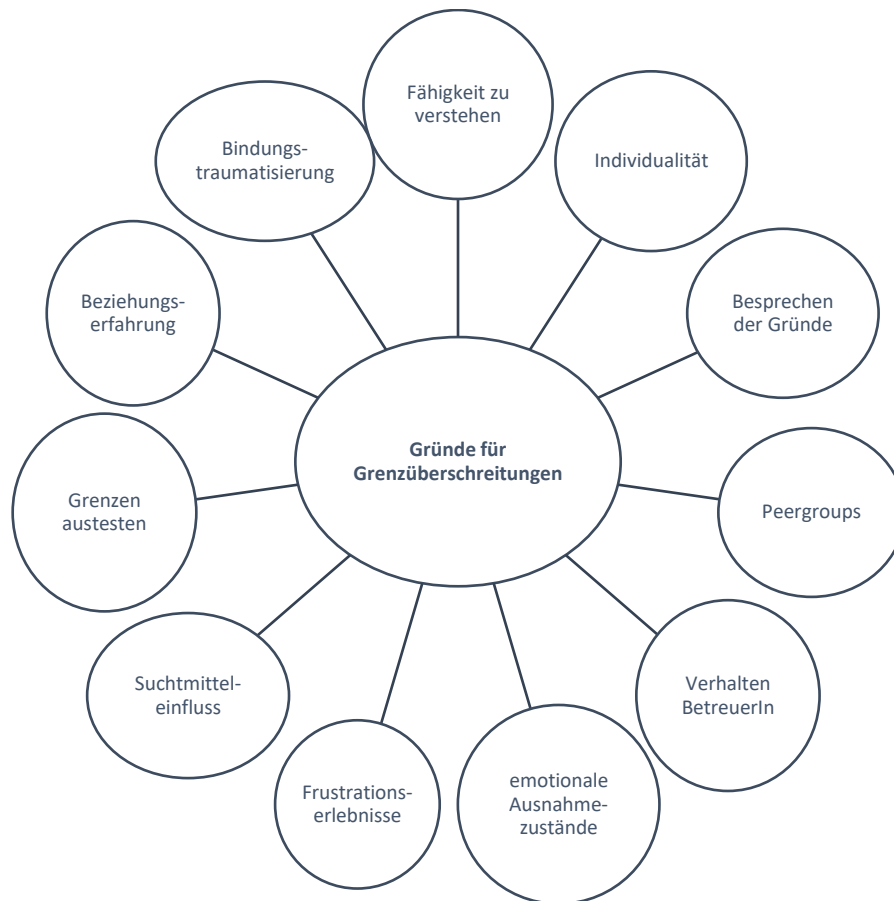 Fähigkeit zu
verstehen
Individualität
Besprechen
der Gründe
Peergroups
Verhalten
BetreuerIn
emotionale
Ausnahme-
zustände
Frustrations-
erlebnisse
Suchtmittel-
einfluss
Grenzen
austesten
Beziehungs-
erfahrung
Bindungs-
traumatisierung
Gründe für
Grenzüberschreitungen